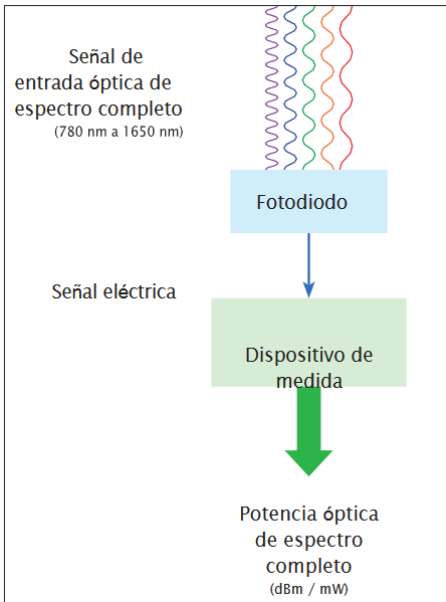 Señal de
entrada óptica de
espectro completo
(780 nm a 1650 nm)
Fotodiodo
Señal eléctrica
Dispositivo de
medida
Potencia óptica
de espectro
completo
(dBm / mW)